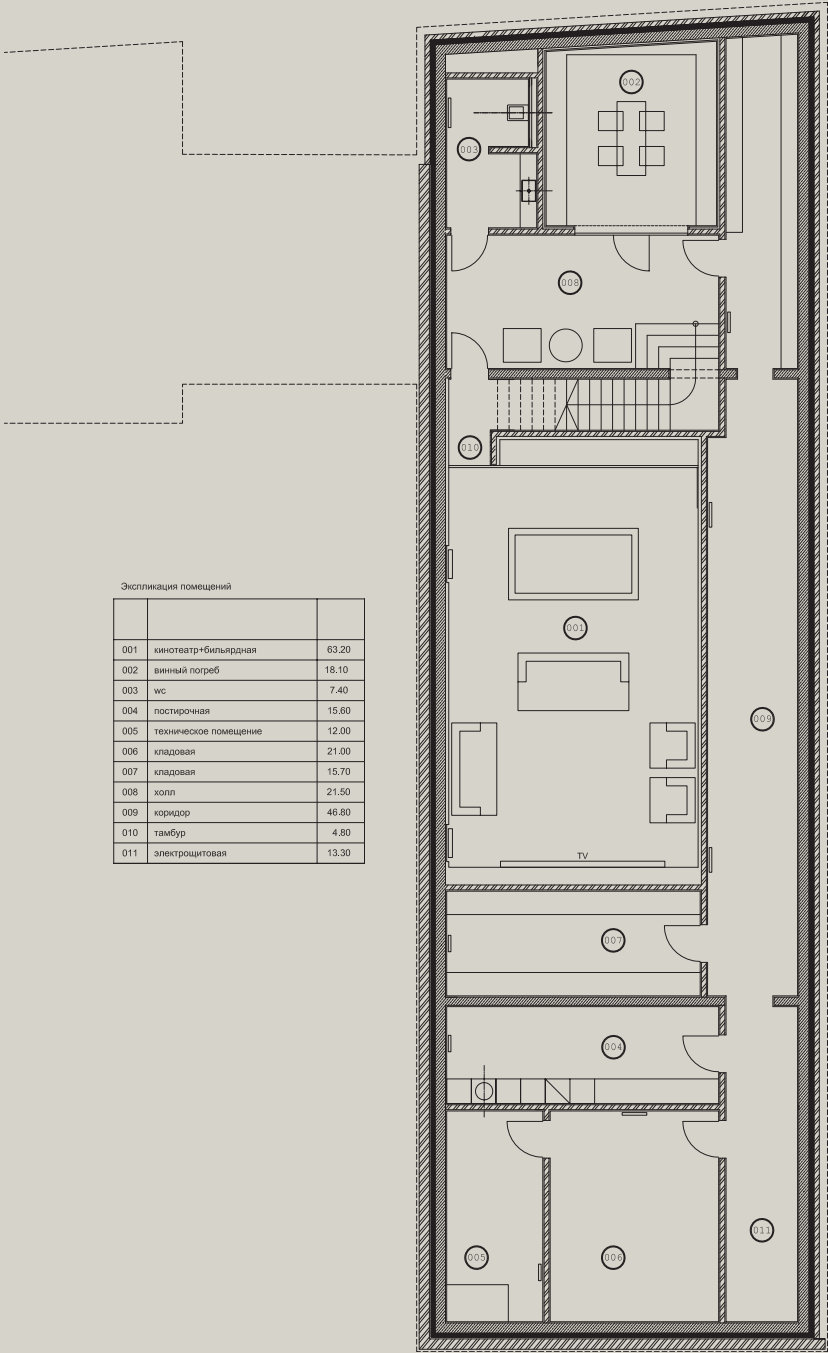 002
003
008
010
Экспликация помещений
001 кинотеатр+бильярдная 63.20
002 винный погреб 18.10
003 wc 7.40
004 постирочная 15.60
005 техническое помещение 12.00
006 кладовая 21.00
007 кладовая 15.70
008 холл 21.50
009 коридор 46.80
010 тамбур 4.80
011 электрощитовая 13.30
001
009
TV
007
004
011
005
006